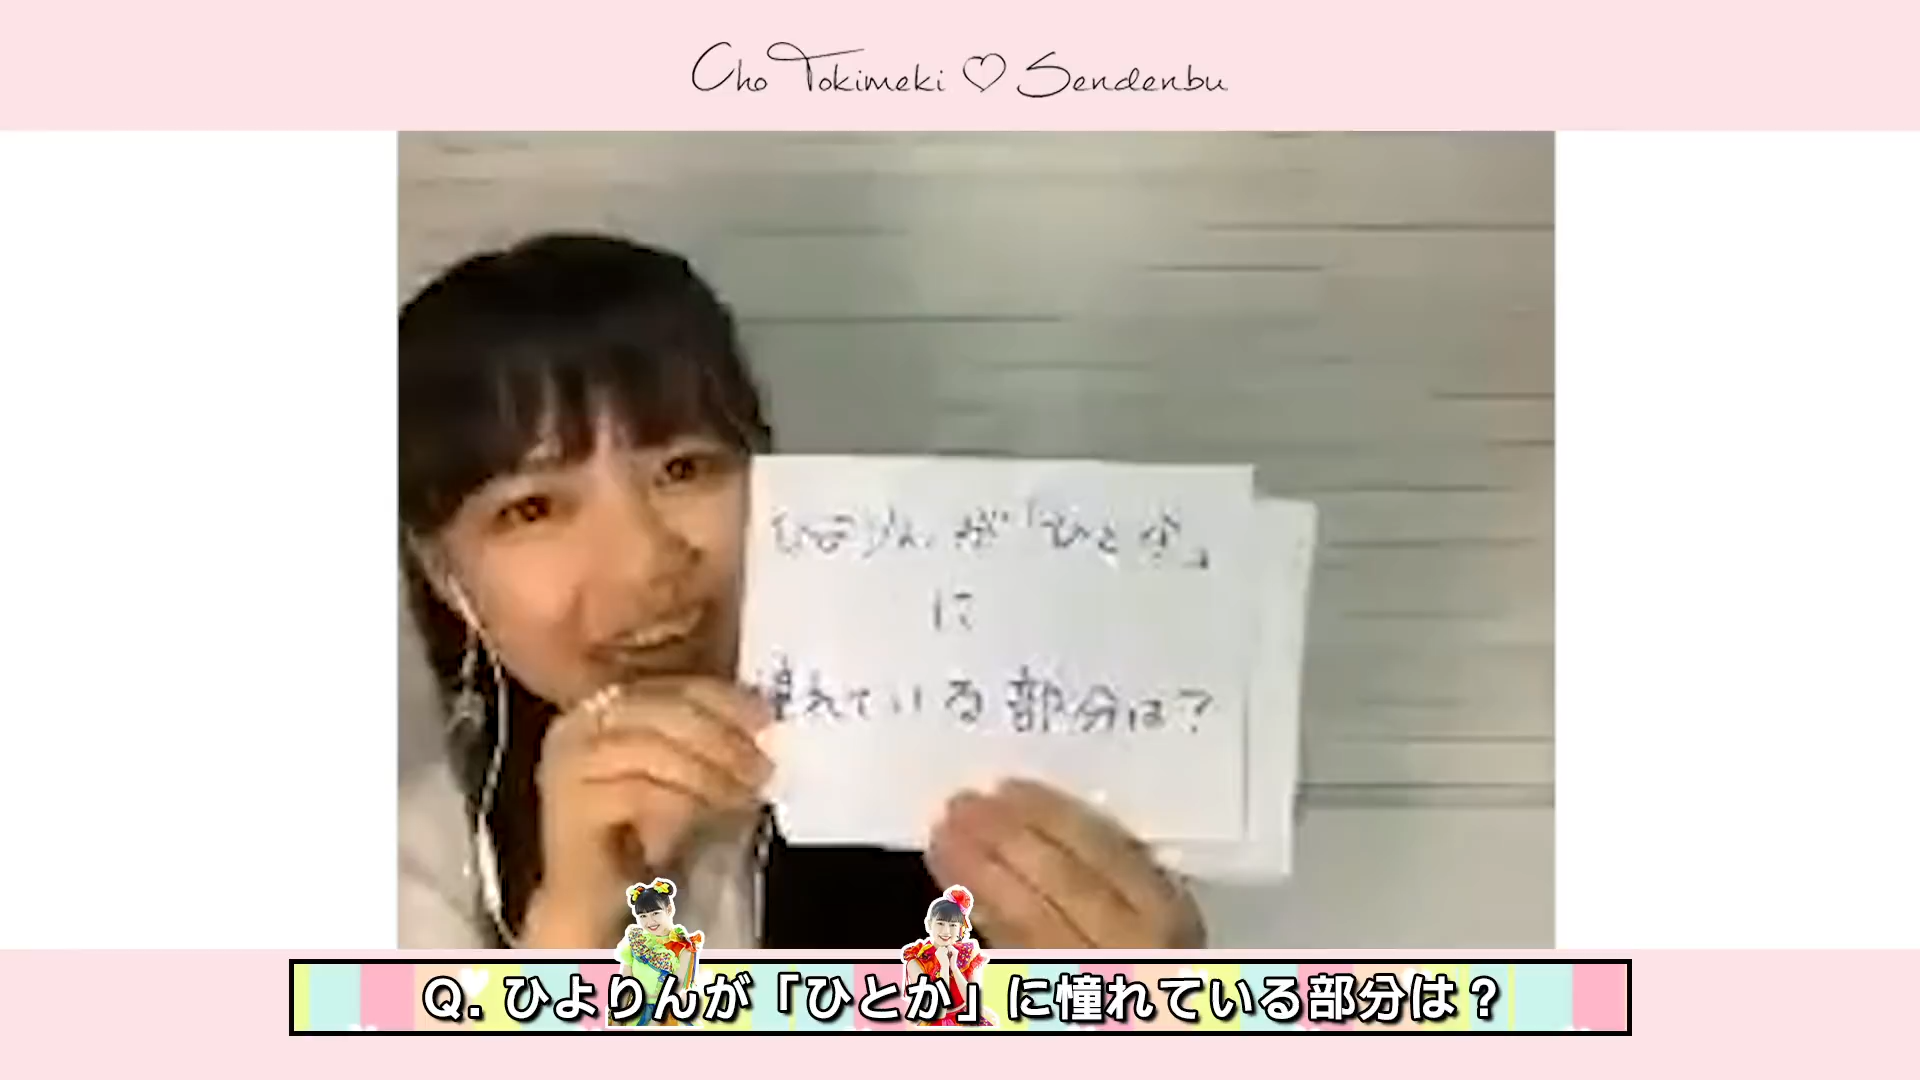 Cho Tokimeki ♡ Sendenbu
ひよりんが「ひとか」
に
憧れている部分は？
Q. ひよりんが「ひとか」に憧れている部分は？